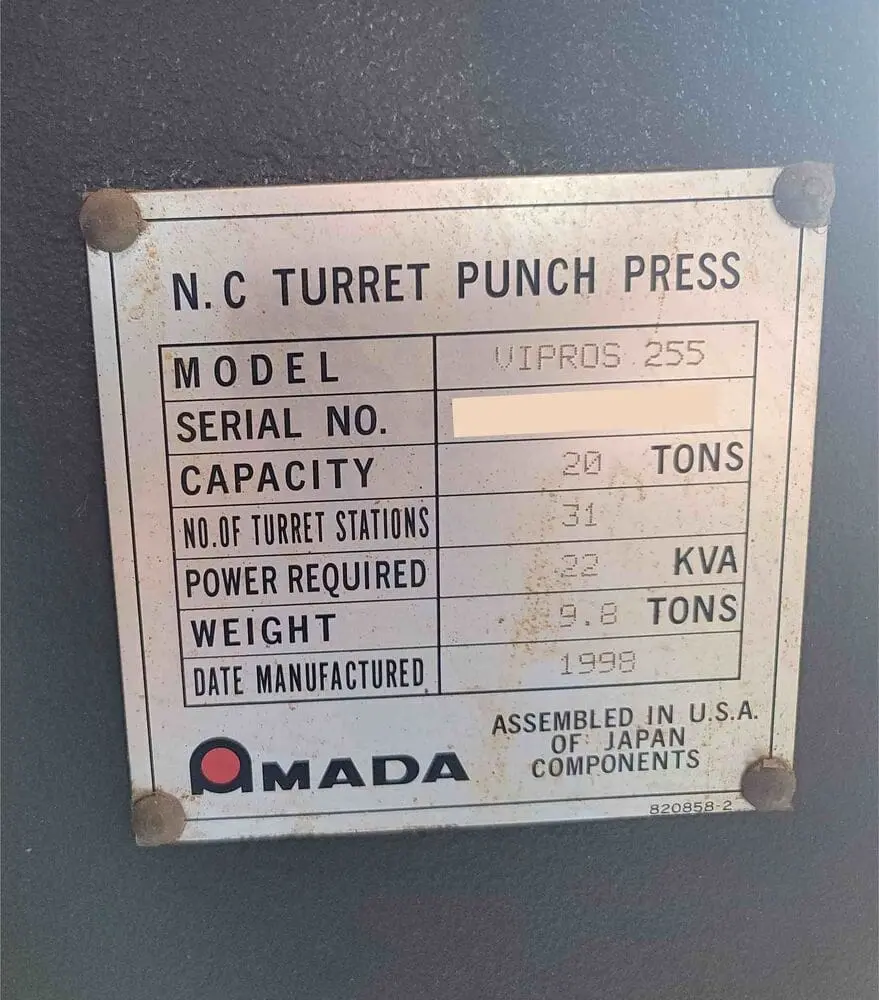 N.C TURRET PUNCH PRESS
MODEL VIPROS 255
SERIAL NO.
CAPACITY 20 TONS
NO.OF TURRET STATIONS 31
POWER REQUIRED 22 KVA
WEIGHT 9.8 TONS
DATE MANUFACTURED 1998
AMADA
ASSEMBLED IN U.S.A.
OF JAPAN
COMPONENTS
820858-2